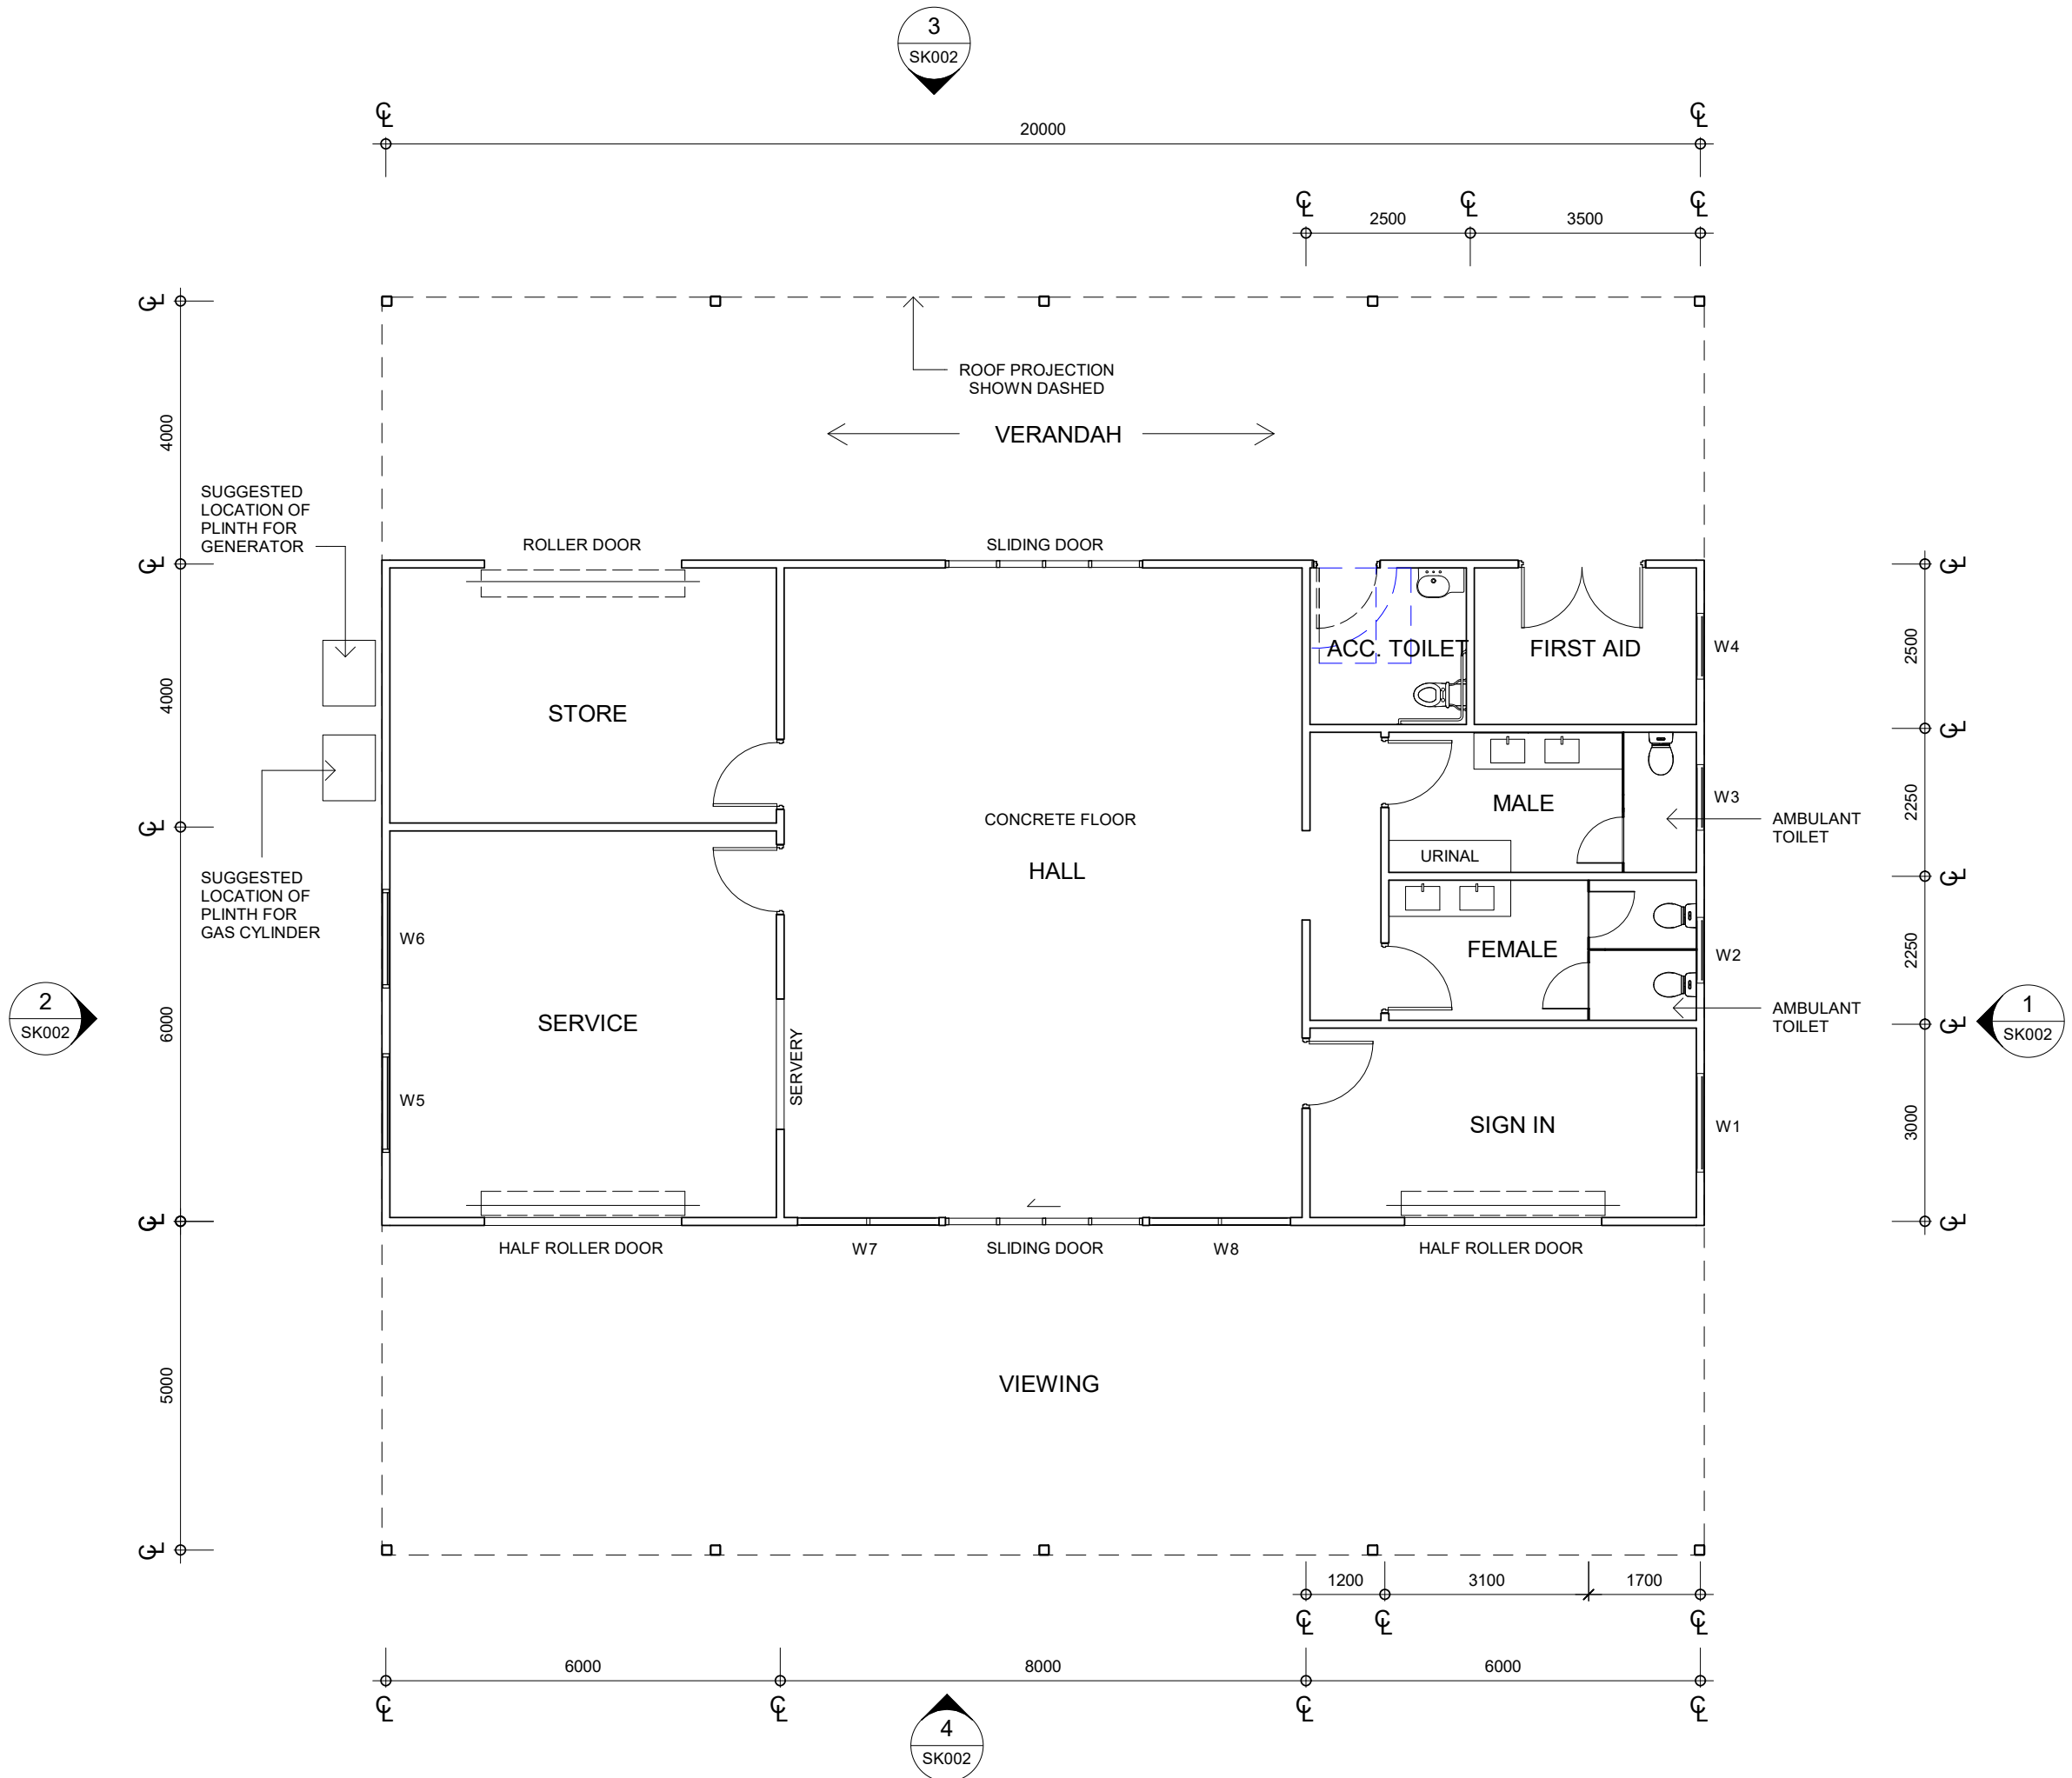 3
SK002
℄
℄
20000
℄
℄
℄
2500
3500
℄
ROOF PROJECTION
SHOWN DASHED
4000
VERANDAH
SUGGESTED
LOCATION OF
PLINTH FOR
GENERATOR
ROLLER DOOR
SLIDING DOOR
℄
℄
ACC. TOILET
FIRST AID
W4
2500
4000
STORE
℄
MALE
W3
2250
CONCRETE FLOOR
AMBULANT
TOILET
℄
URINAL
HALL
℄
SUGGESTED
LOCATION OF
PLINTH FOR
GAS CYLINDER
W6
FEMALE
W2
2250
2
SK002
6000
SERVICE
SERVERY
AMBULANT
TOILET
℄
1
SK002
W5
SIGN IN
W1
3000
℄
℄
HALF ROLLER DOOR
W7
SLIDING DOOR
W8
HALF ROLLER DOOR
5000
VIEWING
℄
1200
3100
1700
℄
℄
℄
6000
8000
6000
℄
℄
℄
℄
4
SK002